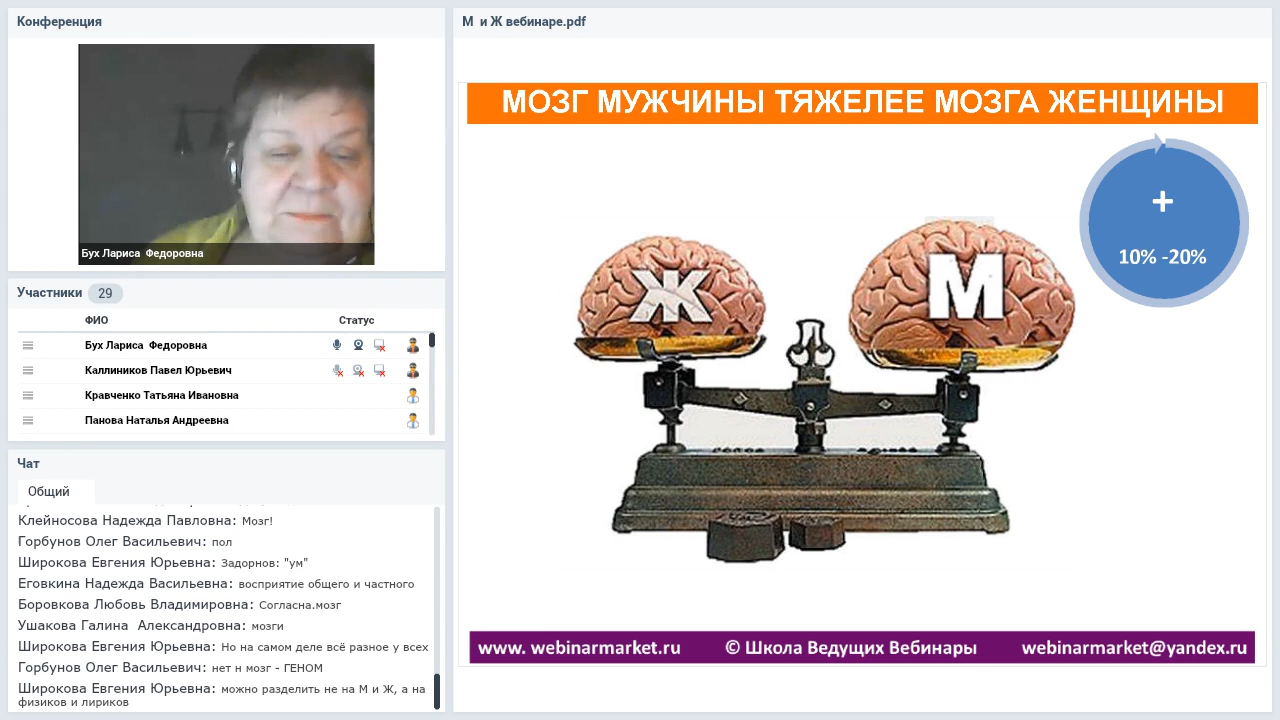 Конференция
Бух Лариса  Федоровна
Участники 29
ФИО Статус
Бух Лариса  Федоровна
Каллиников Павел Юрьевич
Кравченко Татьяна Ивановна
Панова Наталья Андреевна
Чат
Общий
Клейносова Надежда Павловна: Мозг!
Горбунов Олег Васильевич: пол
Широкова Евгения Юрьевна: Задорнов: "ум"
Еговкина Надежда Васильевна: восприятие общего и частного
Боровкова Любовь Владимировна: Согласна.мозг
Ушакова Галина  Александровна: мозги
Широкова Евгения Юрьевна: Но на самом деле всё разное у всех
Горбунов Олег Васильевич: нет н мозг - ГЕНОМ
Широкова Евгения Юрьевна: можно разделить не на М и Ж, а на
физиков и лириков
М  и Ж вебинаре.pdf
МОЗГ МУЖЧИНЫ ТЯЖЕЛЕЕ МОЗГА ЖЕНЩИНЫ
+
10% -20%
Ж
М
www. webinarmarket.ru © Школа Ведущих Вебинары webinarmarket@yandex.ru